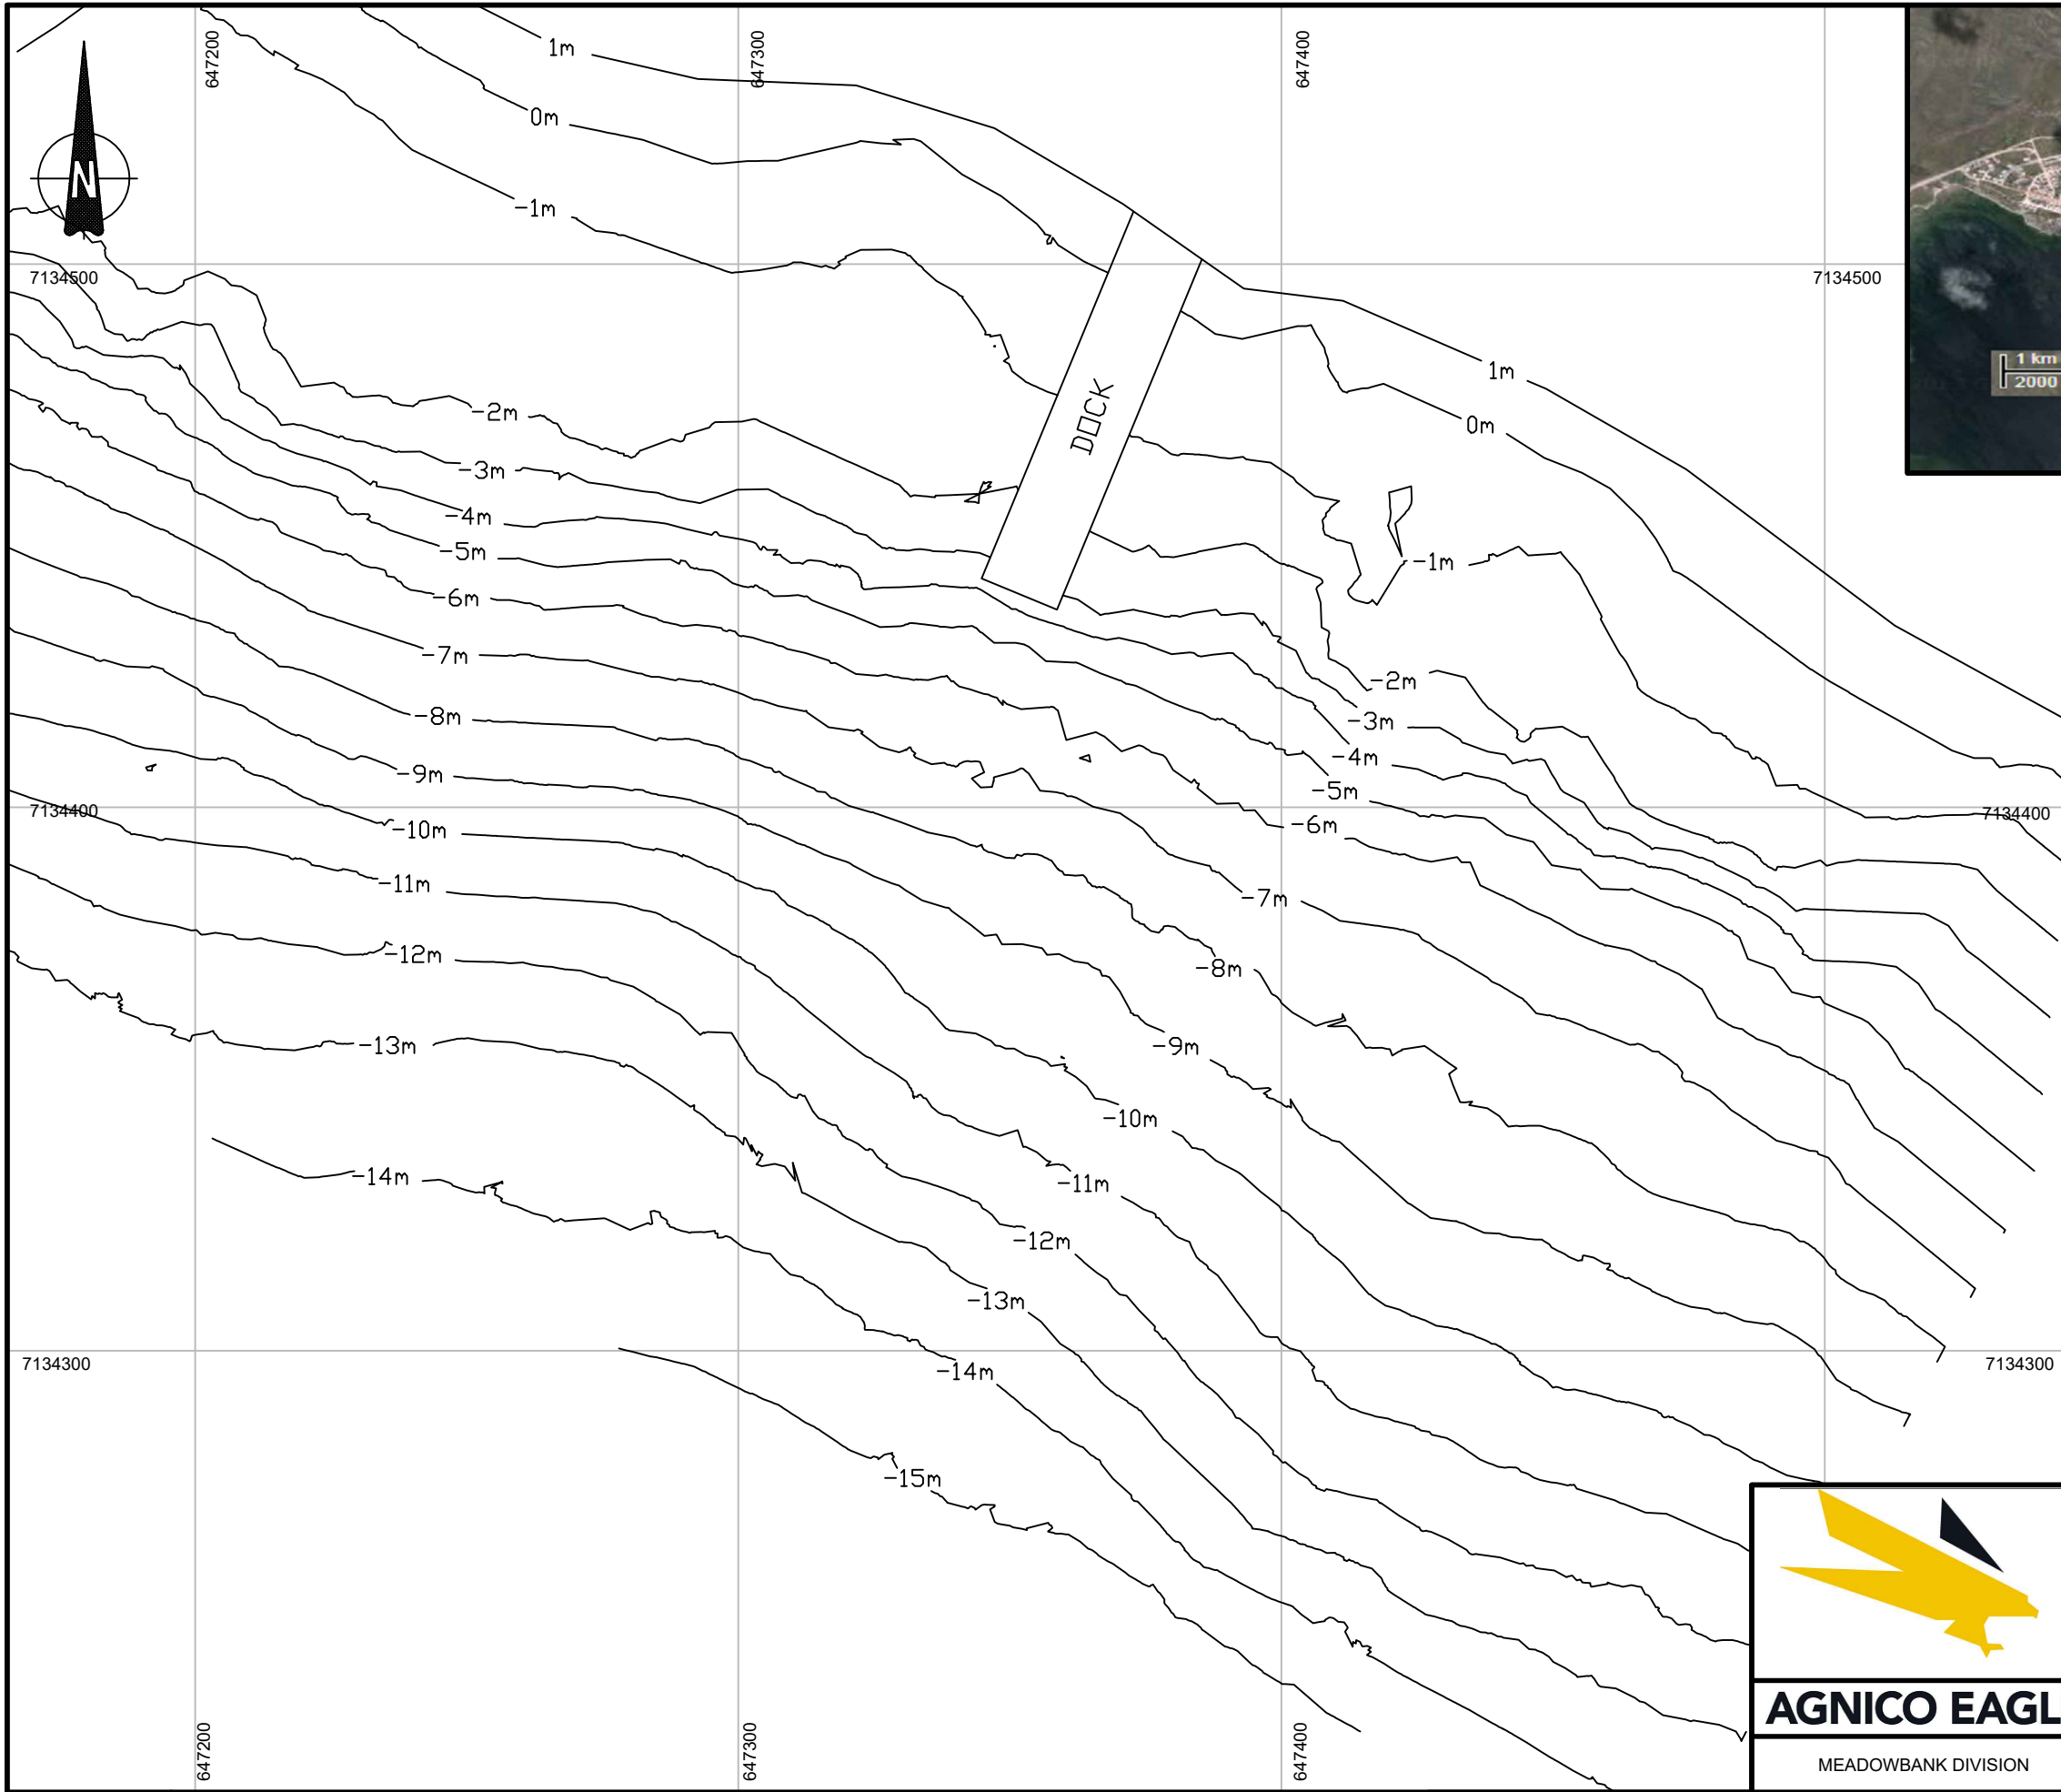 647200
647300
647400
1m
0m
-1m
N
7134500
7134500
1 km
2000
1m
0m
DOCK
-2m
-3m
-4m
-5m
-1m
-6m
-7m
-2m
-8m
-3m
-4m
-9m
-5m
7134400
7134400
-10m
-6m
-11m
-7m
-12m
-8m
-13m
-9m
-10m
-14m
-11m
-12m
-13m
7134300
7134300
-14m
-15m
647200
647300
647400
AGNICO EAGL
MEADOWBANK DIVISION